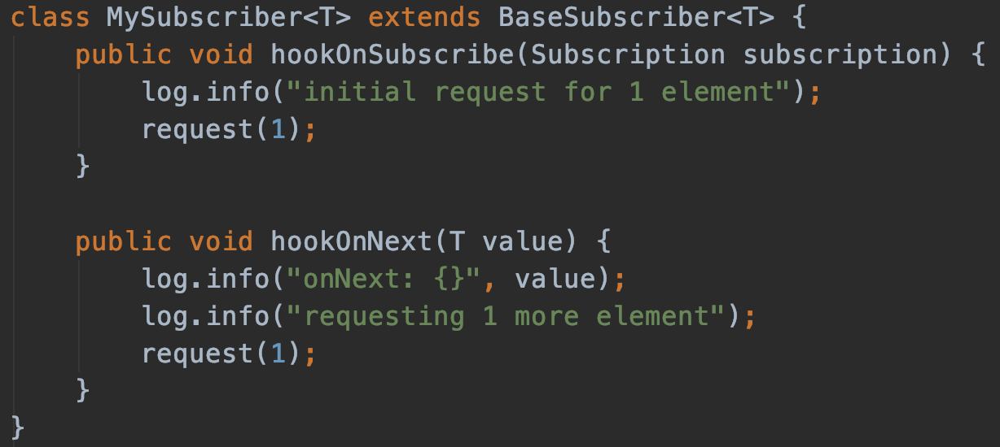 class MySubscriber<T> extends BaseSubscriber<T> {
    public void hookOnSubscribe(Subscription subscription) {
        log.info("initial request for 1 element");
        request(1);
    }

    public void hookOnNext(T value) {
        log.info("onNext: {}", value);
        log.info("requesting 1 more element");
        request(1);
    }
}